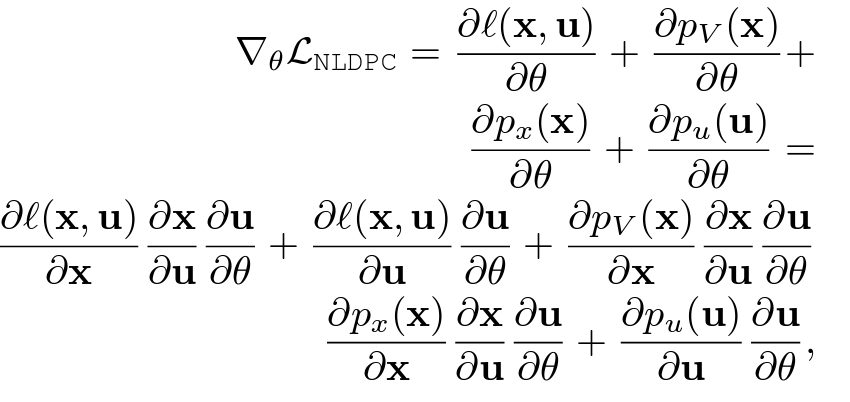 ∇_θ ℒ_NLDPC = ∂ℓ(𝐱, 𝐮)/∂θ + ∂p_V(𝐱)/∂θ +
∂p_x(𝐱)/∂θ + ∂p_u(𝐮)/∂θ =
∂ℓ(𝐱, 𝐮)/∂𝐱 ∂𝐱/∂𝐮 ∂𝐮/∂θ + ∂ℓ(𝐱, 𝐮)/∂𝐮 ∂𝐮/∂θ + ∂p_V(𝐱)/∂𝐱 ∂𝐱/∂𝐮 ∂𝐮/∂θ
∂p_x(𝐱)/∂𝐱 ∂𝐱/∂𝐮 ∂𝐮/∂θ + ∂p_u(𝐮)/∂𝐮 ∂𝐮/∂θ,